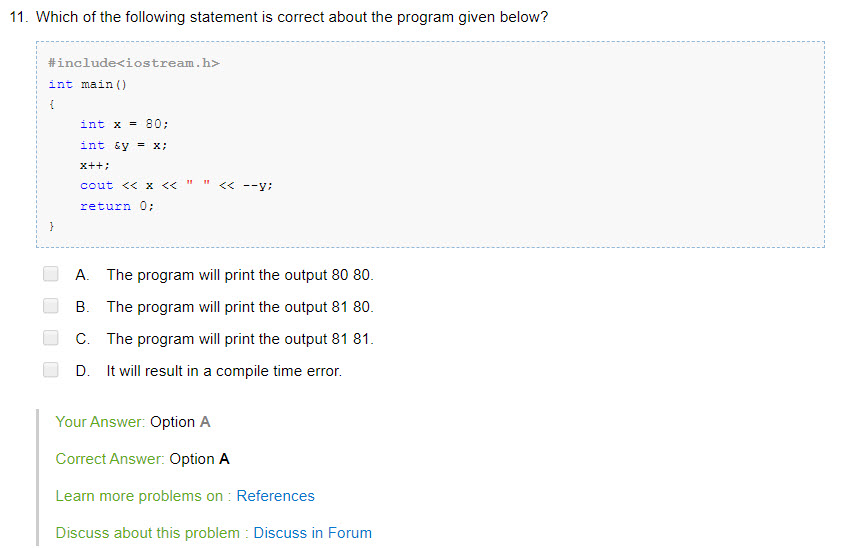 11. Which of the following statement is correct about the program given below?
#include<iostream.h>
int main()
{
int x = 80;
int &y = x;
x++;
cout << x << " " << --y;
return 0;
}
A. The program will print the output 80 80.
B. The program will print the output 81 80.
C. The program will print the output 81 81.
D. It will result in a compile time error.
Your Answer: Option A
Correct Answer: Option A
Learn more problems on : References
Discuss about this problem : Discuss in Forum